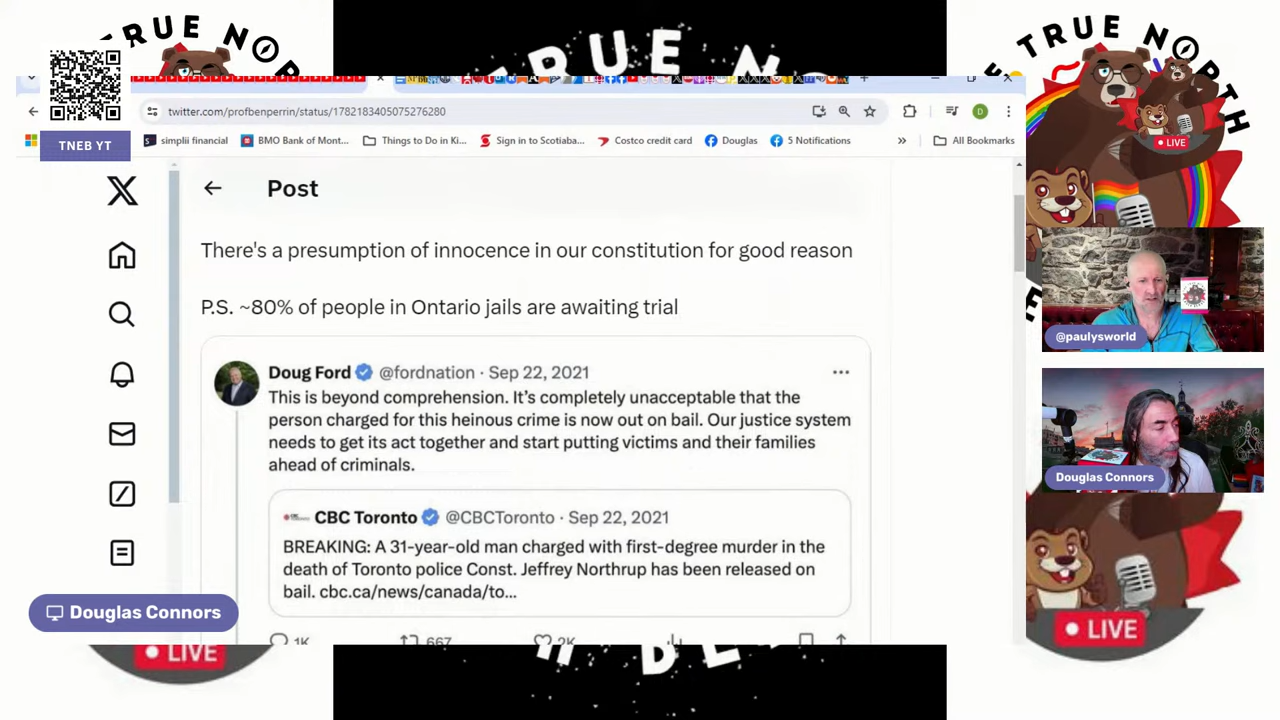 TRUE NO
TRUE N
TRUE NORTH
TNEB YT
twitter.com/profbenperrin/status/1782183405075276280
simplii financial
BMO Bank of Mont...
Things to Do in Ki...
Sign in to Scotiaba...
Costco credit card
Douglas
5 Notifications
»
All Bookmarks
D
LIVE
Post
There's a presumption of innocence in our constitution for good reason
P.S. ~80% of people in Ontario jails are awaiting trial
Doug Ford @fordnation · Sep 22, 2021
This is beyond comprehension. It's completely unacceptable that the
person charged for this heinous crime is now out on bail. Our justice system
needs to get its act together and start putting victims and their families
ahead of criminals.
CBC Toronto @CBCToronto · Sep 22, 2021
BREAKING: A 31-year-old man charged with first-degree murder in the
death of Toronto police Const. Jeffrey Northrup has been released on
bail. cbc.ca/news/canada/to...
1K
667
2K
@paulysworld
Douglas Connors
Douglas Connors
LIVE
LIVE